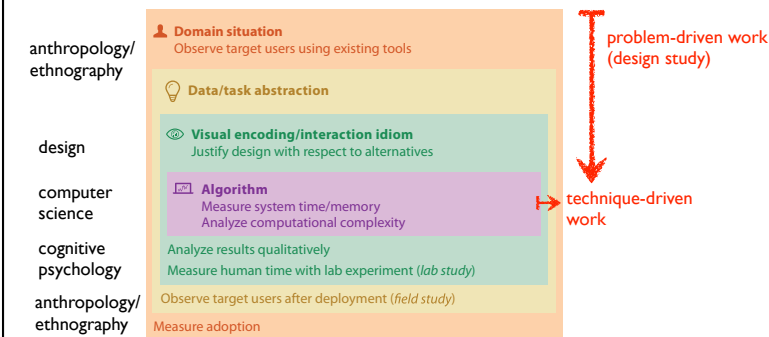 anthropology/
ethnography
Domain situation
Observe target users using existing tools
problem-driven work
(design study)
Data/task abstraction
design
Visual encoding/interaction idiom
Justify design with respect to alternatives
computer
science
Algorithm
Measure system time/memory
Analyze computational complexity
technique-driven
work
cognitive
psychology
Analyze results qualitatively
Measure human time with lab experiment (lab study)
anthropology/
ethnography
Observe target users after deployment (field study)
Measure adoption